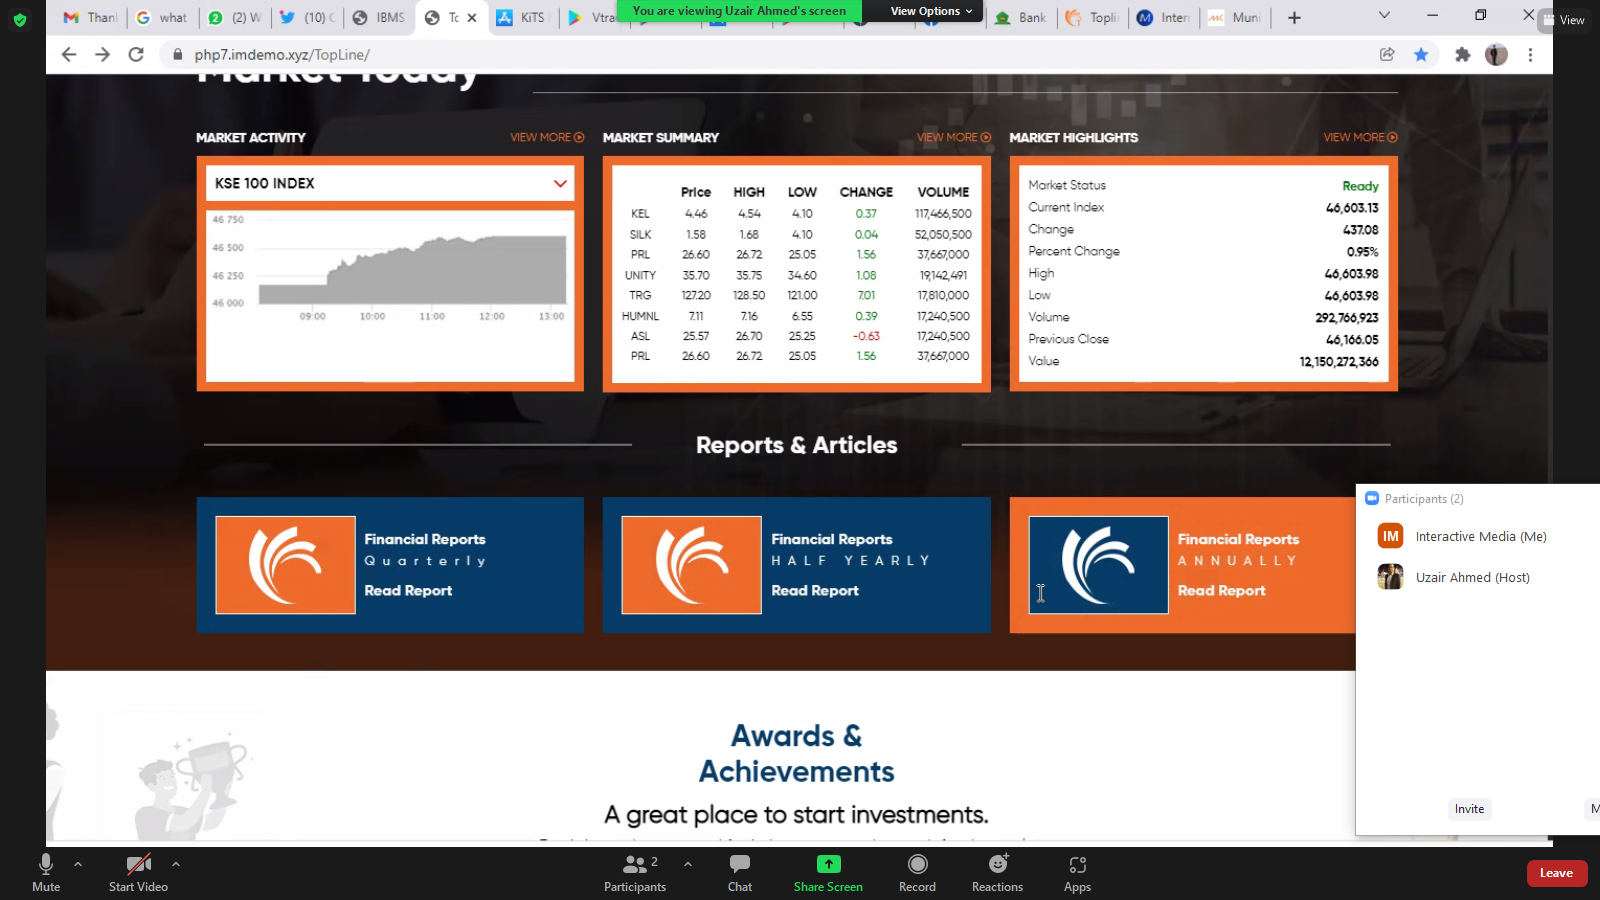 Thanl
what
(2) W
(10) C
IBMS
Tc
KiTS
Vtra
You are viewing Uzair Ahmed's screen
View Options
Bank
Toplin
Intern
Muni
View
php7.imdemo.xyz/TopLine/
Market Today
MARKET ACTIVITY
VIEW MORE
KSE 100 INDEX
46 750
46 500
46 250
46 000
09:00 10:00 11:00 12:00 13:00
MARKET SUMMARY
VIEW MORE
Price HIGH LOW CHANGE VOLUME
KEL 4.46 4.54 4.10 0.37 117,466,500
SILK 1.58 1.68 4.10 0.04 52,050,500
PRL 26.60 26.72 25.05 1.56 37,667,000
UNITY 35.70 35.75 34.60 1.08 19,142,491
TRG 127.20 128.50 121.00 7.01 17,810,000
HUMNL 7.11 7.16 6.55 0.39 17,240,500
ASL 25.57 26.70 25.25 -0.63 17,240,500
PRL 26.60 26.72 25.05 1.56 37,667,000
MARKET HIGHLIGHTS
VIEW MORE
Market Status Ready
Current Index 46,603.13
Change 437.08
Percent Change 0.95%
High 46,603.98
Low 46,603.98
Volume 292,766,923
Previous Close 46,166.05
Value 12,150,272,366
Reports & Articles
Financial Reports
Quarterly
Read Report
Financial Reports
HALF YEARLY
Read Report
Financial Reports
ANNUALLY
Read Report
Awards &
Achievements
A great place to start investments.
Participants (2)
IM Interactive Media (Me)
Uzair Ahmed (Host)
Invite
M
Mute
Start Video
2
Participants
Chat
Share Screen
Record
Reactions
Apps
Leave